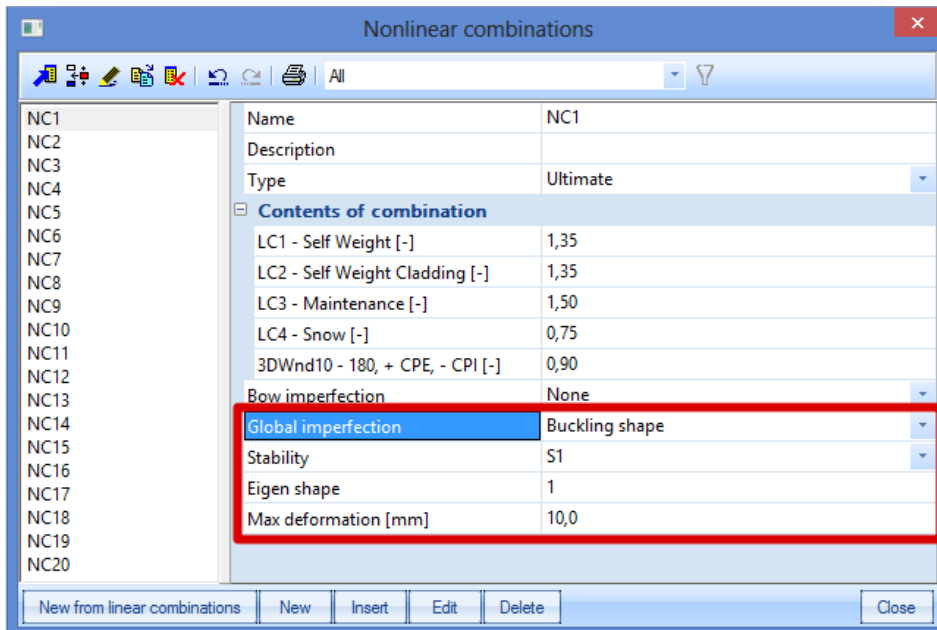 Nonlinear combinations
All
NC1
NC2
NC3
NC4
NC5
NC6
NC7
NC8
NC9
NC10
NC11
NC12
NC13
NC14
NC15
NC16
NC17
NC18
NC19
NC20
Name NC1
Description
Type Ultimate
Contents of combination
LC1 - Self Weight [-] 1,35
LC2 - Self Weight Cladding [-] 1,35
LC3 - Maintenance [-] 1,50
LC4 - Snow [-] 0,75
3DWnd10 - 180, + CPE, - CPI [-] 0,90
Bow imperfection None
Global imperfection Buckling shape
Stability S1
Eigen shape 1
Max deformation [mm] 10,0
New from linear combinations New Insert Edit Delete Close